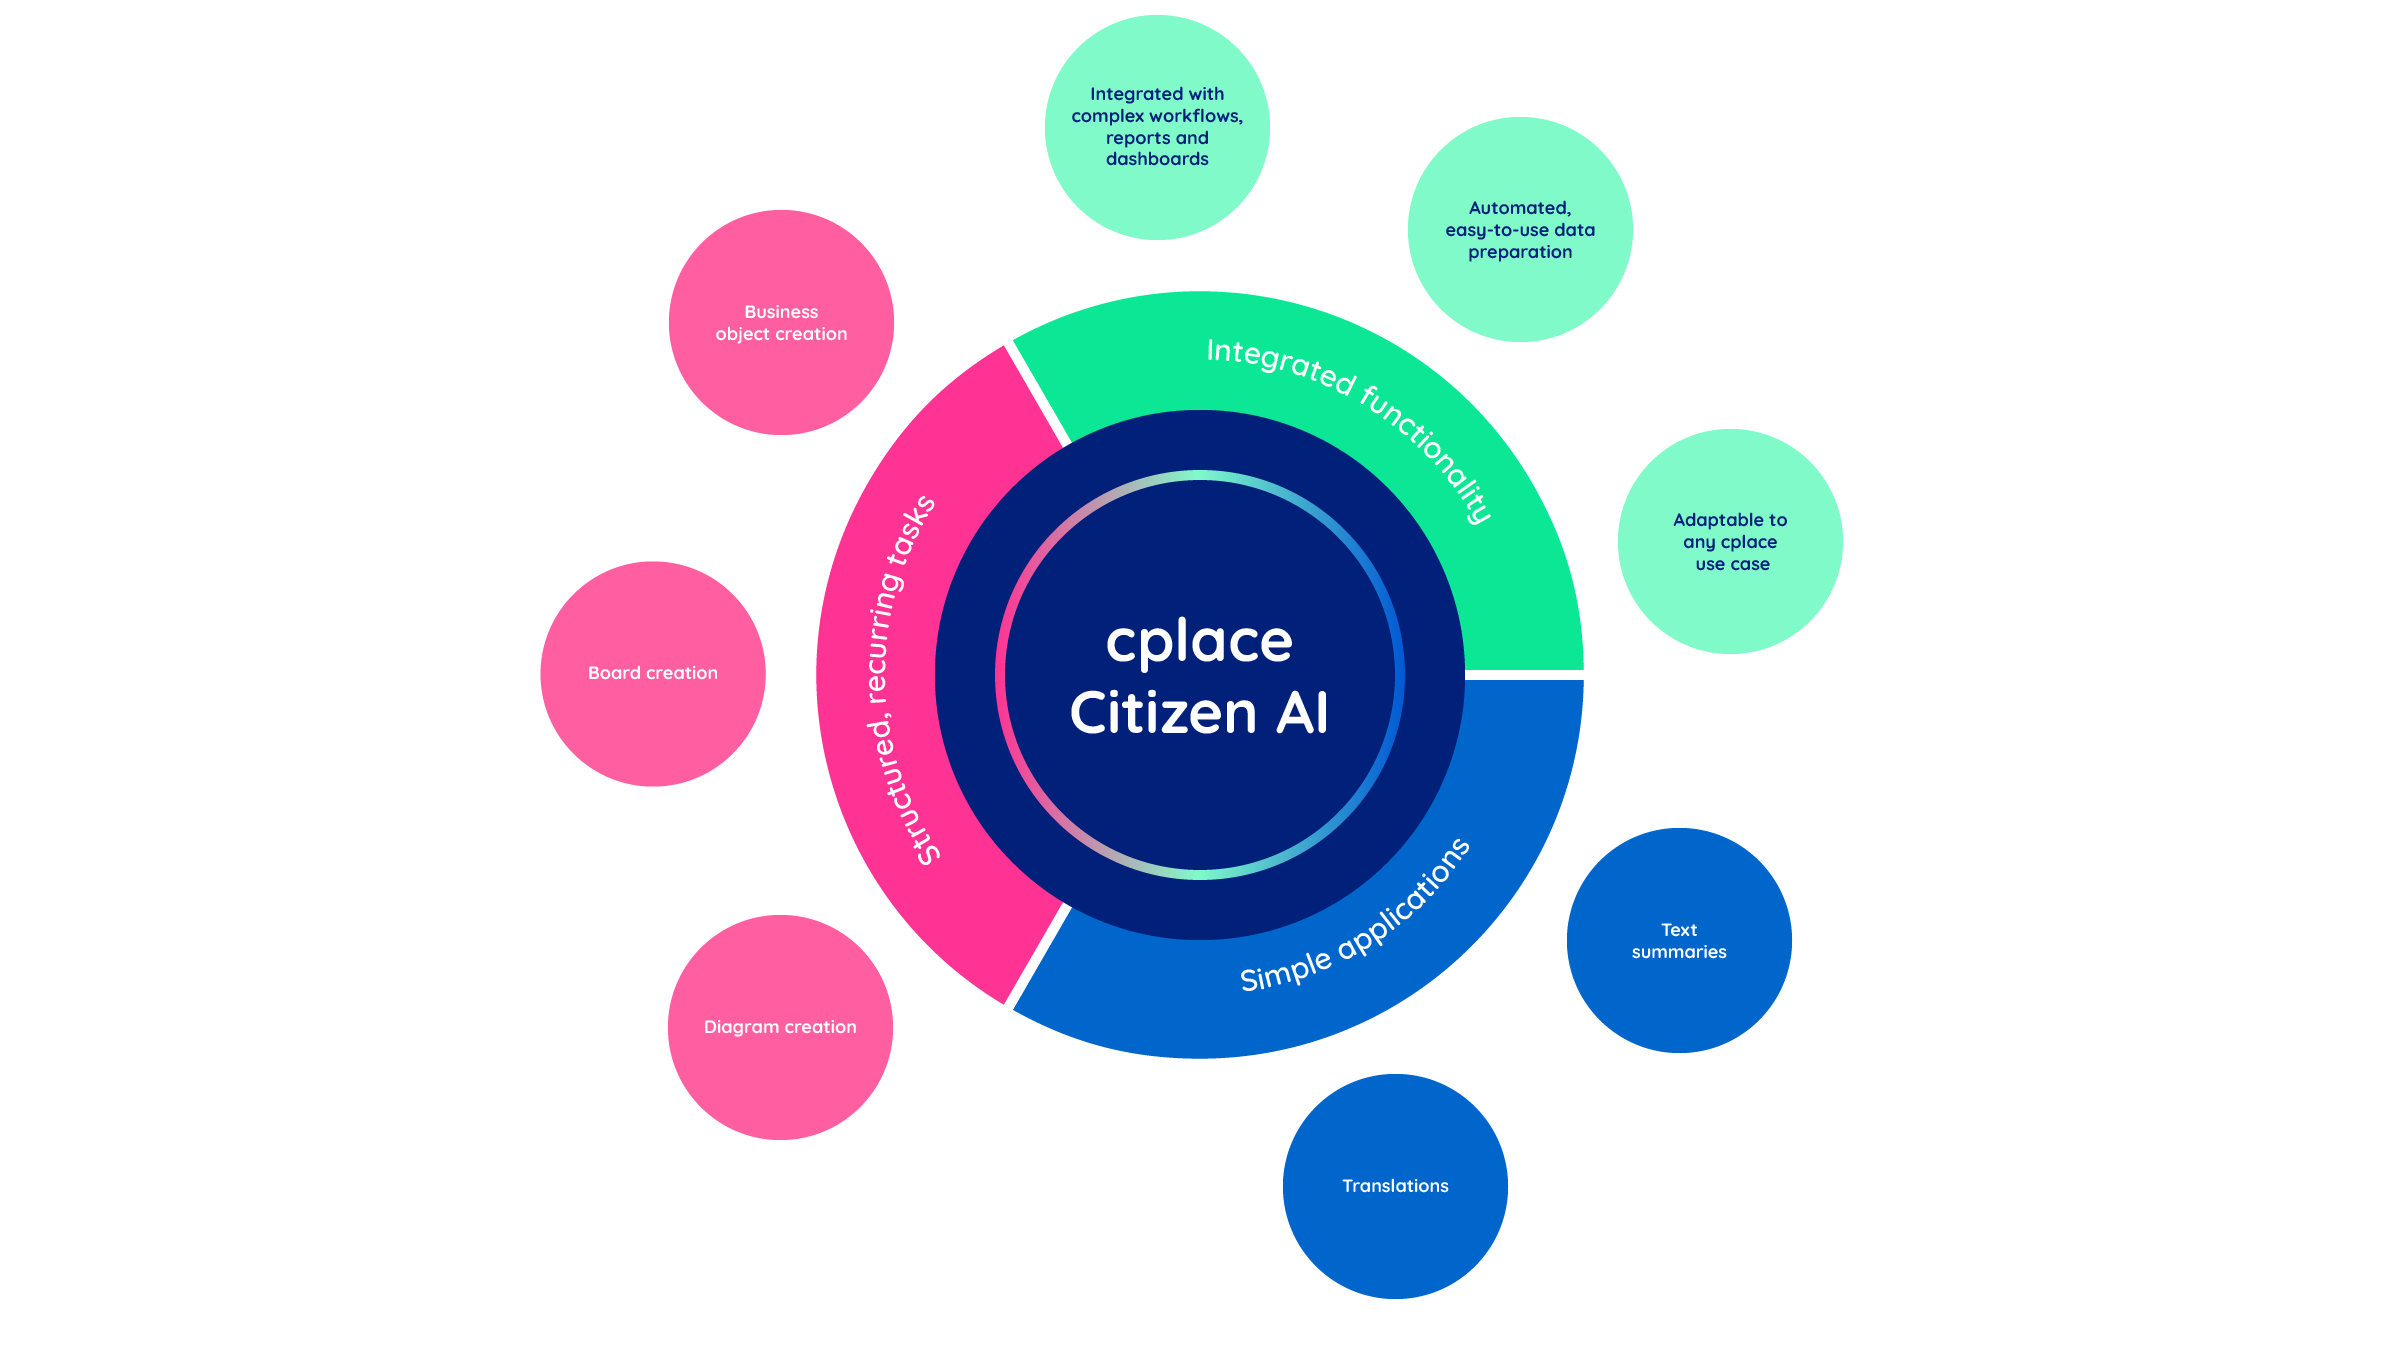 Integrated with
complex workflows,
reports and
dashboards
Automated,
easy-to-use data
preparation
Business
object creation
Integrated functionality
Adaptable to
any cplace
use case
Structured, recurring tasks
cplace
Citizen AI
Board creation
Simple applications
Text
summaries
Diagram creation
Translations